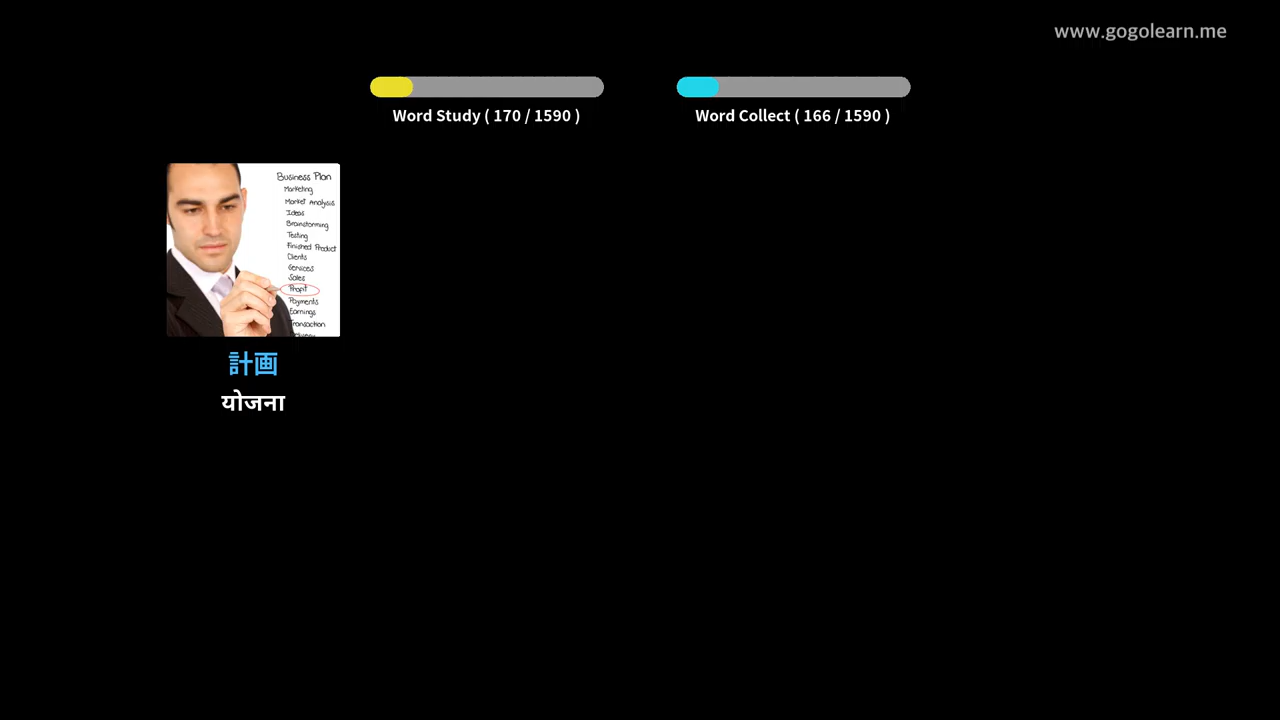 www.gogolearn.me
Word Study ( 170 / 1590 )
Word Collect ( 166 / 1590 )
Business Plan
Marketing
Market Analysis
Ideas
Brainstorming
Testing
Finished Product
Clients
Services
Sales
Profit
Payments
Earnings
Transaction
Delivery
計画
योजना